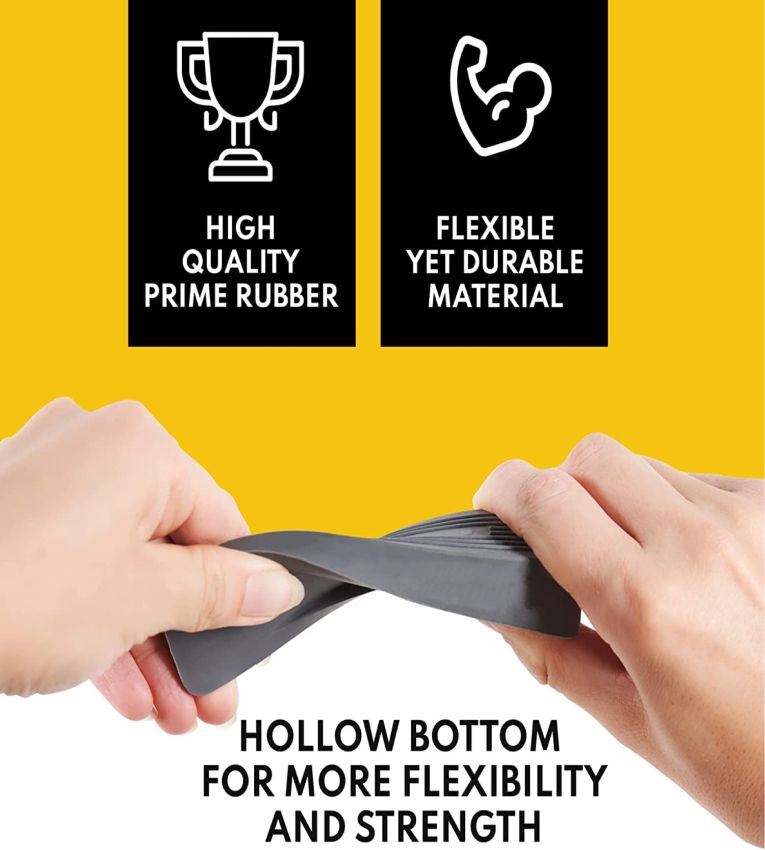 HIGH
QUALITY
PRIME RUBBER
FLEXIBLE
YET DURABLE
MATERIAL
HOLLOW BOTTOM
FOR MORE FLEXIBILITY
AND STRENGTH